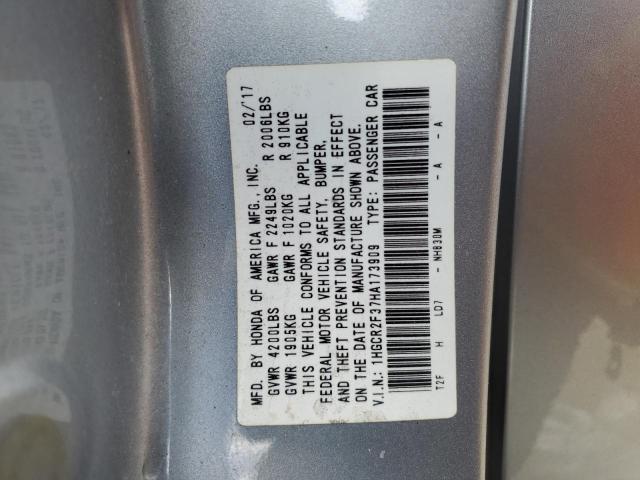 MFD. BY HONDA OF AMERICA MFG., INC. 02/'17
GVWR 4200LBS GAWR F 2249LBS R 2006LBS
GVWR 1905KG GAWR F 1020KG R 910KG
THIS VEHICLE CONFORMS TO ALL APPLICABLE
FEDERAL MOTOR VEHICLE SAFETY, BUMPER,
AND THEFT PREVENTION STANDARDS IN EFFECT
ON THE DATE OF MANUFACTURE SHOWN ABOVE.
V.I.N.: 1HGCR2F37HA173909 TYPE: PASSENGER CAR
T2F H LD7 - NH830M - A - A